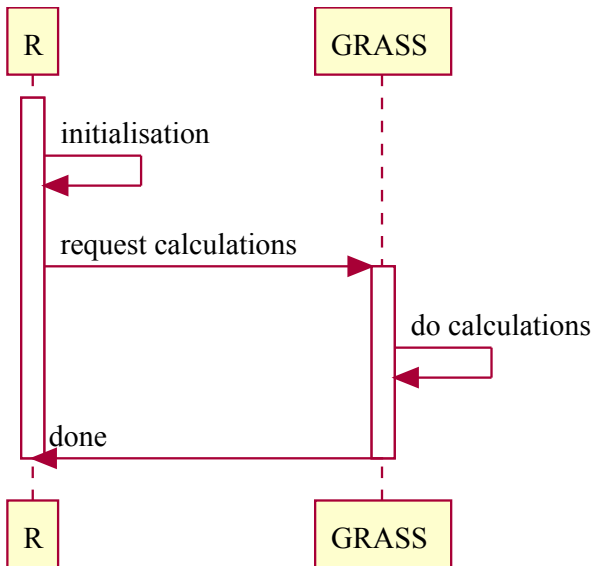 R
GRASS
initialisation
request calculations
do calculations
done
R
GRASS